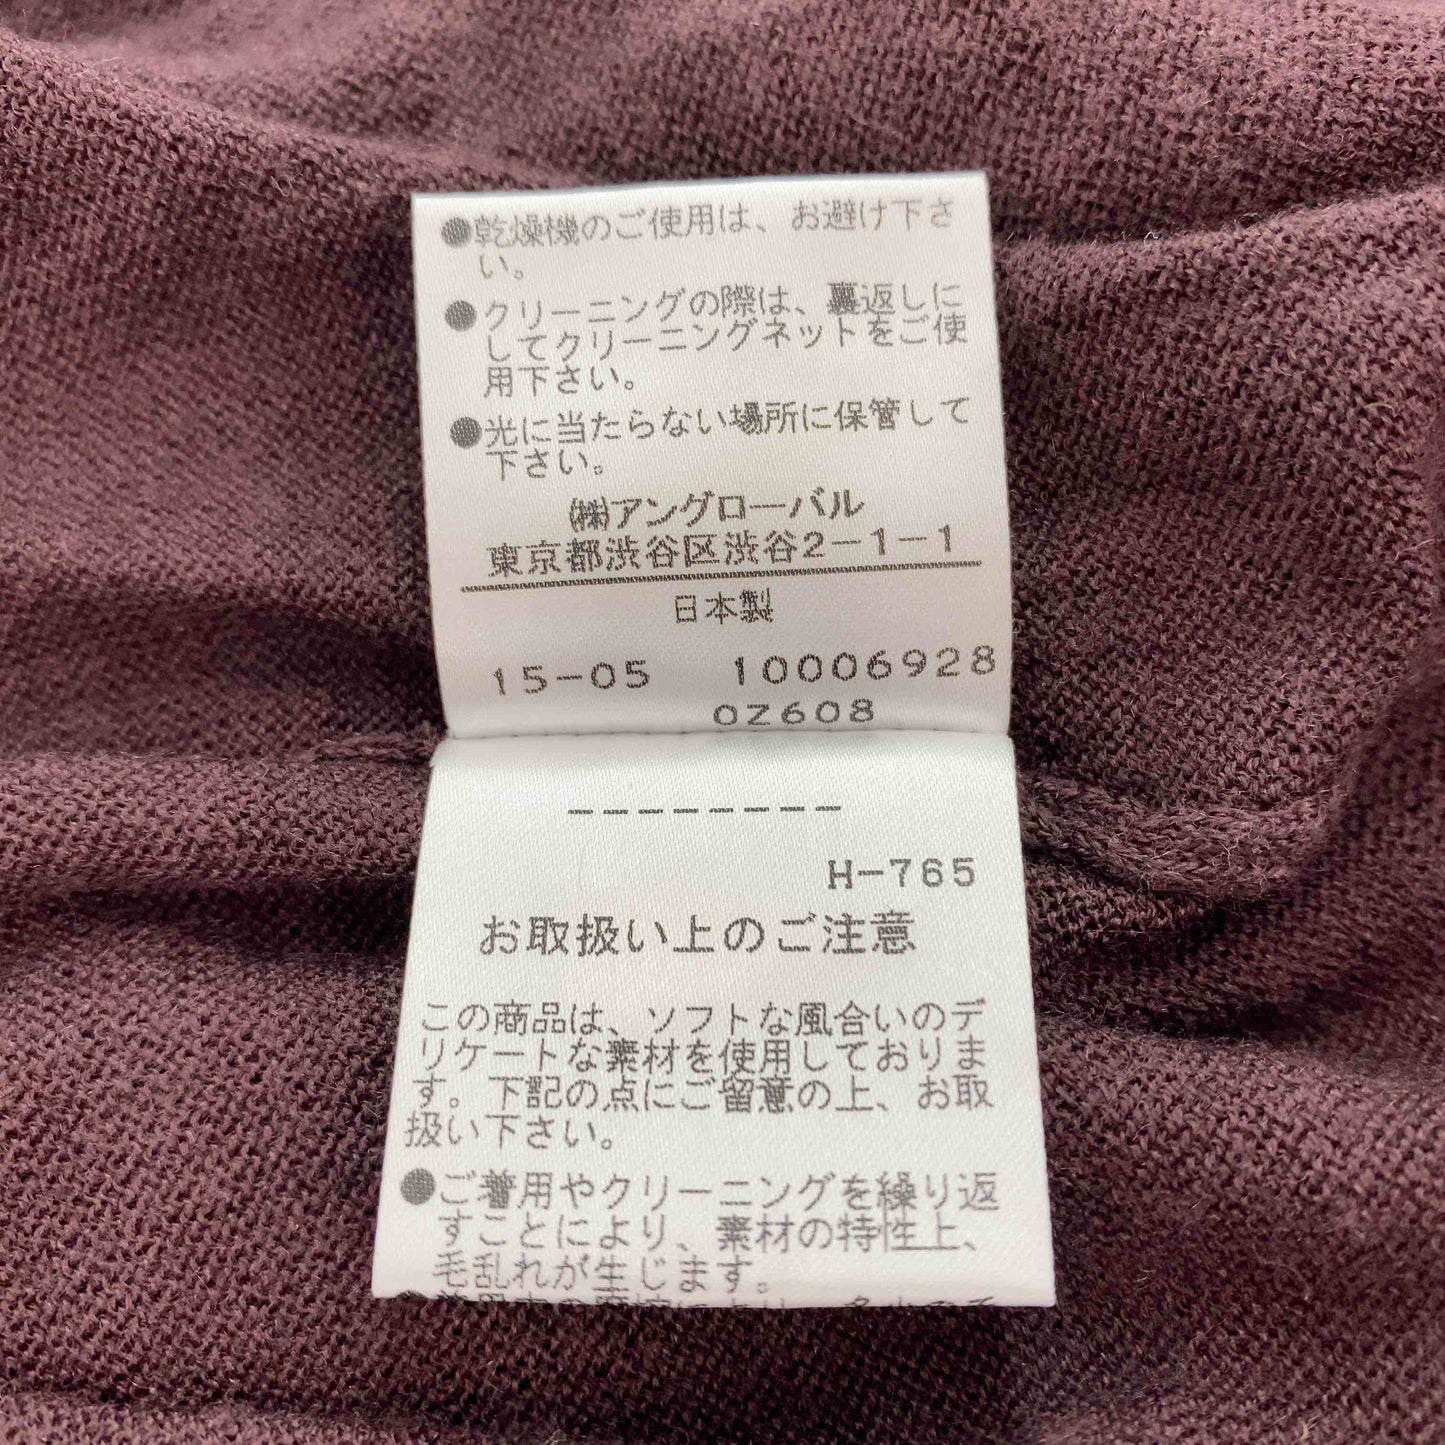 ●乾燥機のご使用は、お避け下さ
い。
●クリーニングの際は、裏返しに
してクリーニングネットをご使
用下さい。
●光に当たらない場所に保管して
下さい。
㈱アングローバル
東京都渋谷区渋谷2-1-1
日本製
15-05 10006928
OZ608
--------
H-765
お取扱い上のご注意
この商品は、ソフトな風合いのデ
リケートな素材を使用しておりま
す。下記の点にご留意の上、お取
扱い下さい。
●ご着用やクリーニングを繰り返
すことにより、素材の特性上、
毛乱れが生じます。